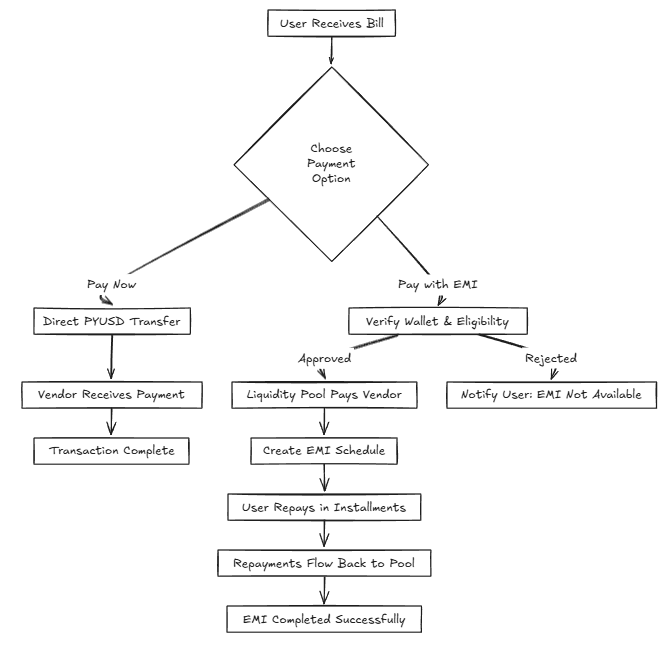 User Receives Bill
Choose
Payment
Option
Pay Now
Pay with EMI
Direct PYUSD Transfer
Verify Wallet & Eligibility
Approved
Rejected
Vendor Receives Payment
Liquidity Pool Pays Vendor
Notify User: EMI Not Available
Transaction Complete
Create EMI Schedule
User Repays in Installments
Repayments Flow Back to Pool
EMI Completed Successfully